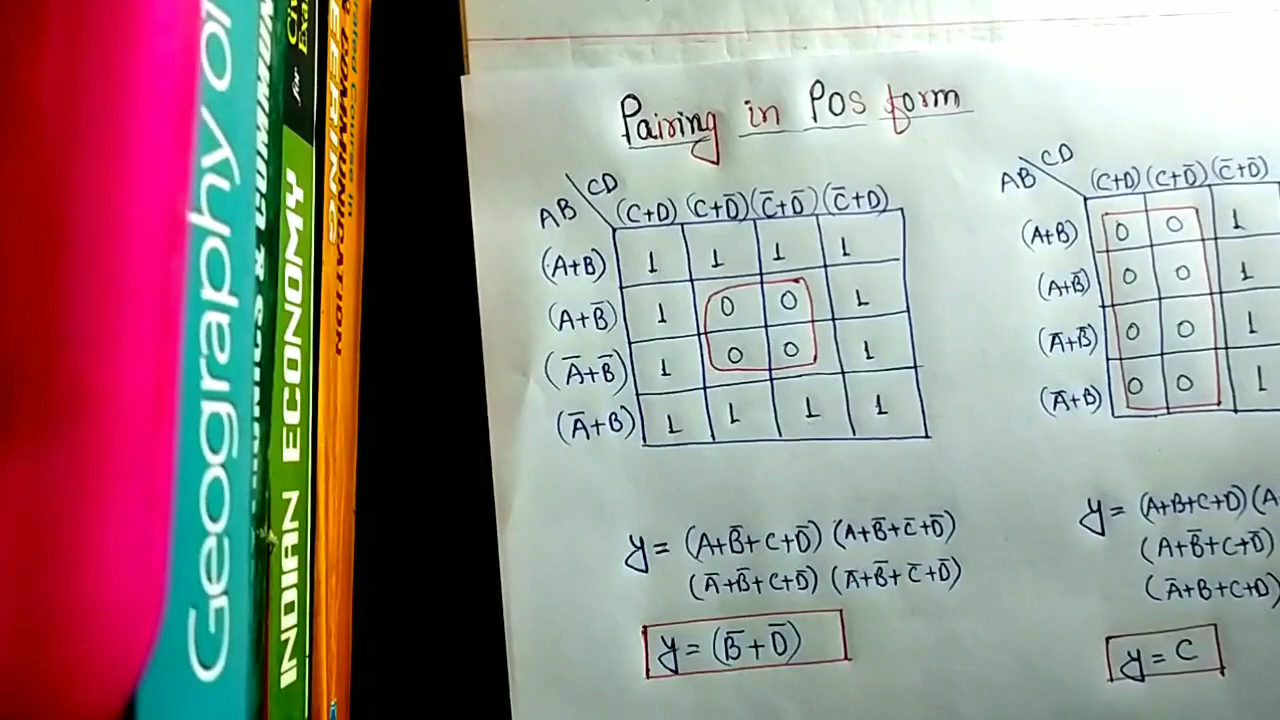 Geography of
INDIAN ECONOMY for
Pairing in POS form
AB CD (C+D) (C+D̅) (C̅+D̅) (C̅+D)
(A+B) 1 1 1 1
(A+B̅) 1 0 0 1
(A̅+B̅) 1 0 0 1
(A̅+B) 1 1 1 1
y = (A+B̅+C+D̅) (A+B̅+C̅+D̅)
(A̅+B̅+C+D̅) (A̅+B̅+C̅+D̅)
y = (B̅+D̅)
AB CD (C+D) (C+D̅) (C̅+D̅)
(A+B) 0 0 1
(A+B̅) 0 0 1
(A̅+B̅) 0 0 1
(A̅+B) 0 0 1
y = (A+B+C+D) (A
(A+B̅+C+D̅)
(A̅+B+C+D)
y = C